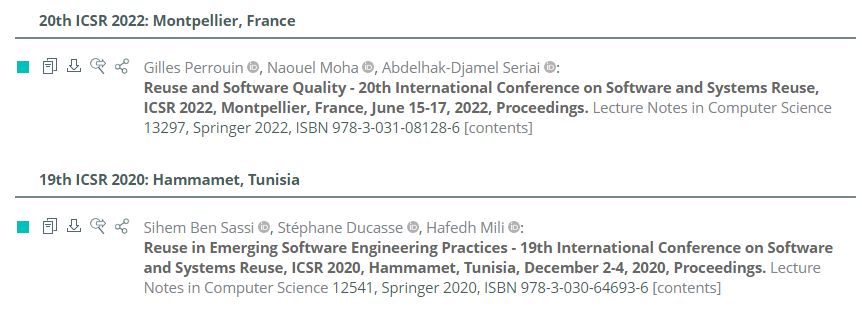 20th ICSR 2022: Montpellier, France
Gilles Perrouin, Naouel Moha, Abdelhak-Djamel Seriai:
Reuse and Software Quality - 20th International Conference on Software and Systems Reuse,
ICSR 2022, Montpellier, France, June 15-17, 2022, Proceedings. Lecture Notes in Computer Science
13297, Springer 2022, ISBN 978-3-031-08128-6 [contents]
19th ICSR 2020: Hammamet, Tunisia
Sihem Ben Sassi, Stéphane Ducasse, Hafedh Mili:
Reuse in Emerging Software Engineering Practices - 19th International Conference on Software
and Systems Reuse, ICSR 2020, Hammamet, Tunisia, December 2-4, 2020, Proceedings. Lecture
Notes in Computer Science 12541, Springer 2020, ISBN 978-3-030-64693-6 [contents]